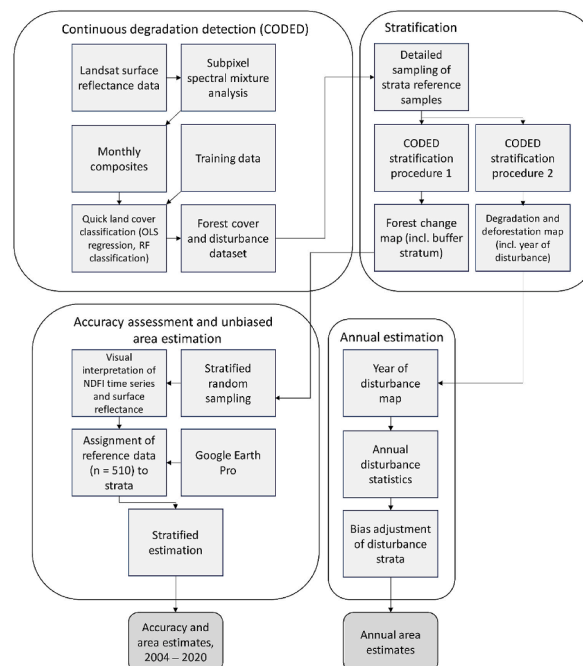 Continuous degradation detection (CODED)
Landsat surface
reflectance data
Subpixel
spectral mixture
analysis
Monthly
composites
Training data
Quick land cover
classification (OLS
regression, RF
classification)
Forest cover
and disturbance
dataset
Stratification
Detailed
sampling of
strata reference
samples
CODED
stratification
procedure 1
CODED
stratification
procedure 2
Forest change
map (incl. buffer
stratum)
Degradation and
deforestation map
(incl. year of
disturbance)
Accuracy assessment and unbiased
area estimation
Visual
interpretation of
NDFI time series
and surface
reflectance
Stratified
random
sampling
Assignment of
reference data
(n = 510) to
strata
Google Earth
Pro
Stratified
estimation
Accuracy and
area estimates,
2004 – 2020
Annual estimation
Year of
disturbance
map
Annual
disturbance
statistics
Bias adjustment
of disturbance
strata
Annual area
estimates